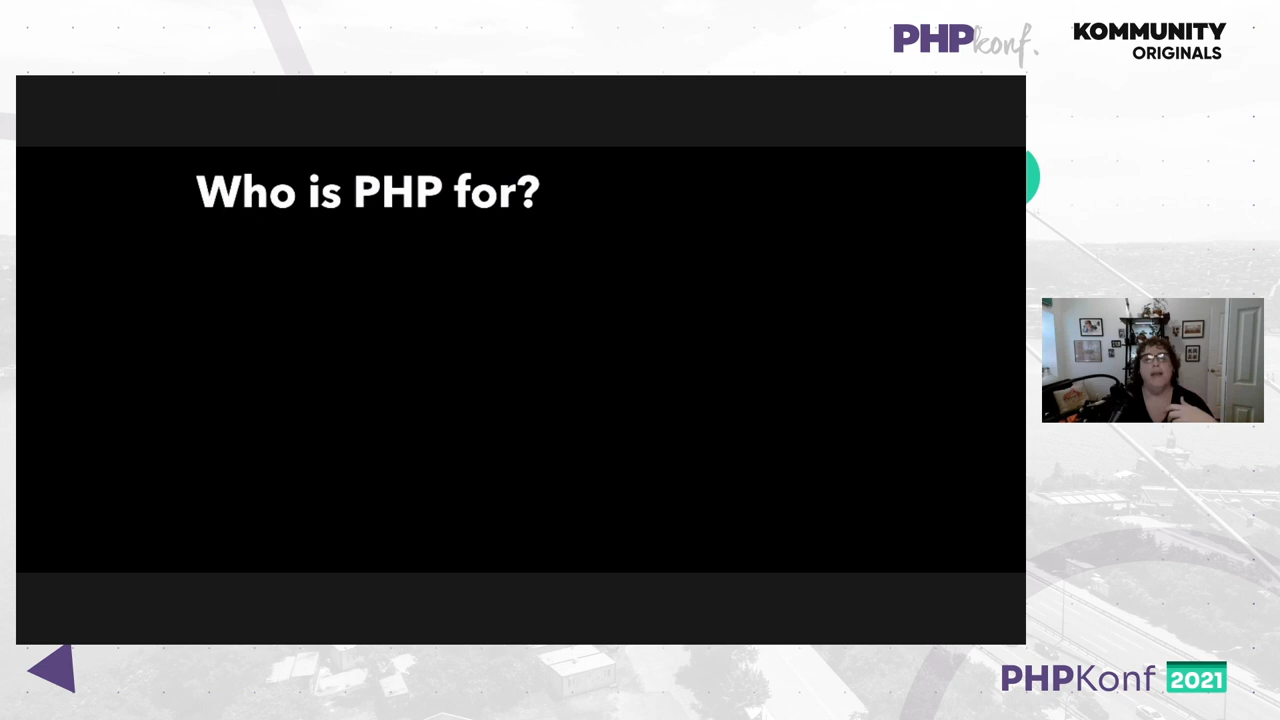 PHPkonf.
KOMMUNITY
ORIGINALS
Who is PHP for?
PHPKonf 2021